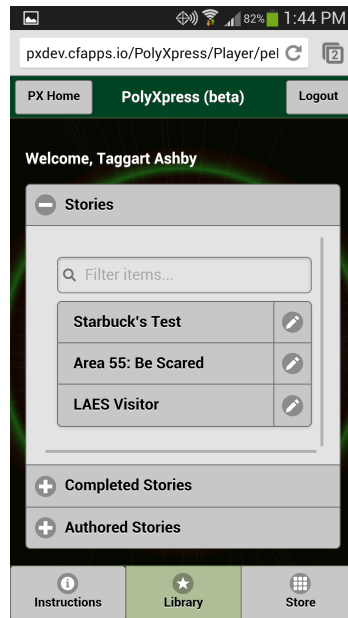 82% 1:44 PM
pxdev.cfapps.io/PolyXpress/Player/pel
2
PX Home PolyXpress (beta) Logout
Welcome, Taggart Ashby
Stories
Filter items...
Starbuck's Test
Area 55: Be Scared
LAES Visitor
Completed Stories
Authored Stories
Instructions Library Store